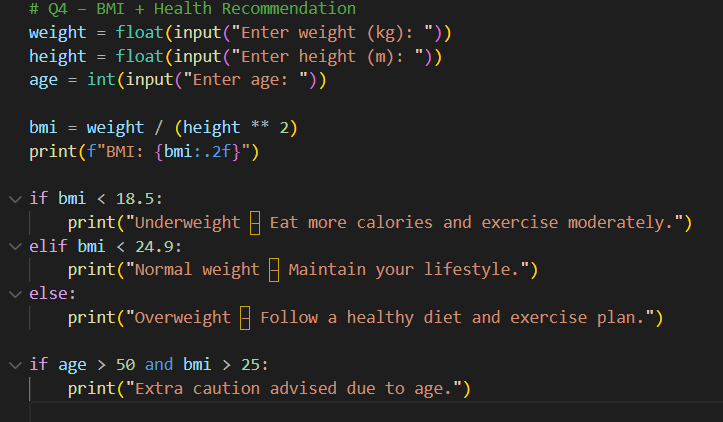 # Q4 – BMI + Health Recommendation
weight = float(input("Enter weight (kg): "))
height = float(input("Enter height (m): "))
age = int(input("Enter age: "))
bmi = weight / (height ** 2)
print(f"BMI: {bmi:.2f}")
if bmi < 18.5:
    print("Underweight – Eat more calories and exercise moderately.")
elif bmi < 24.9:
    print("Normal weight – Maintain your lifestyle.")
else:
    print("Overweight – Follow a healthy diet and exercise plan.")
if age > 50 and bmi > 25:
    print("Extra caution advised due to age.")